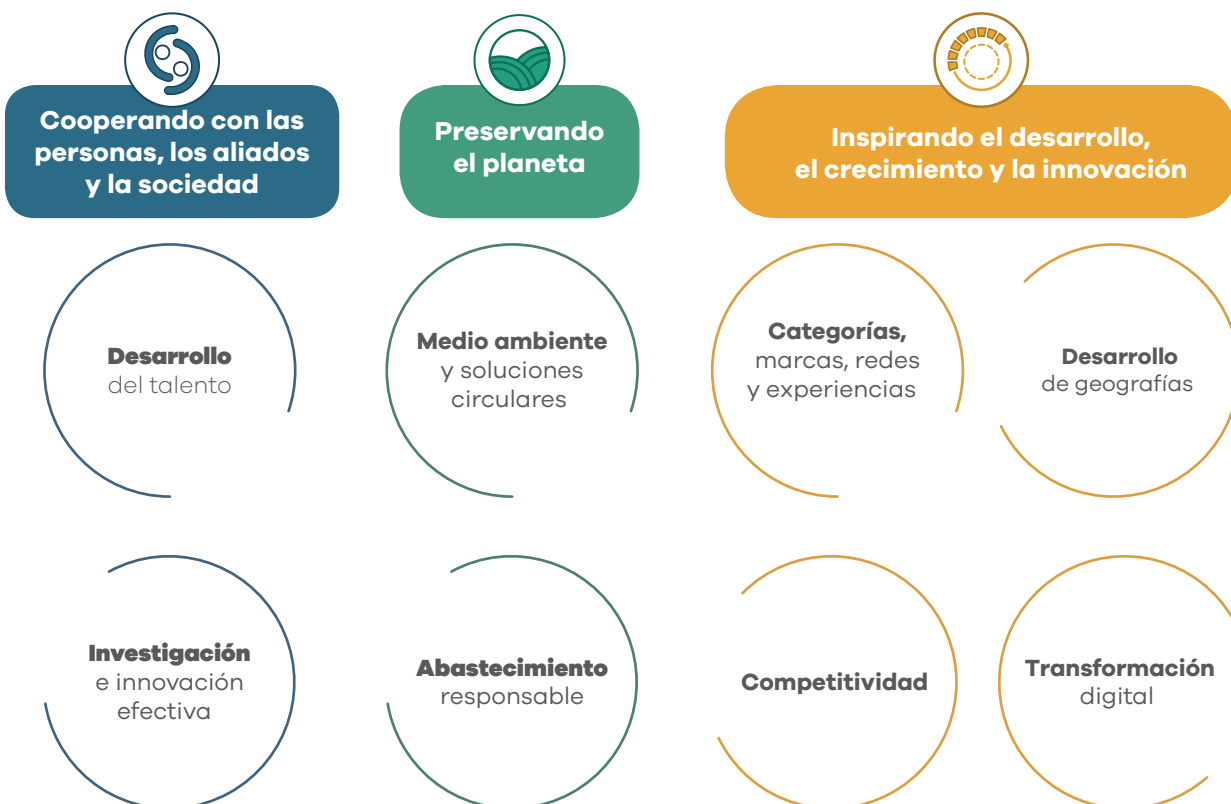 Cooperando con las
personas, los aliados
y la sociedad
Preservando
el planeta
Inspirando el desarrollo,
el crecimiento y la innovación
Desarrollo
del talento
Medio ambiente
y soluciones
circulares
Categorías,
marcas, redes
y experiencias
Desarrollo
de geografías
Investigación
e innovación
efectiva
Abastecimiento
responsable
Competitividad
Transformación
digital